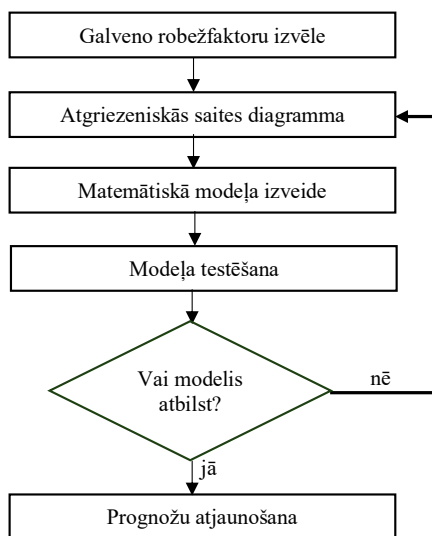 Galveno robežfaktoru izvēle
Atgriezeniskās saites diagramma
Matemātiskā modeļa izveide
Modeļa testēšana
Vai modelis
atbilst?
nē
jā
Prognožu atjaunošana